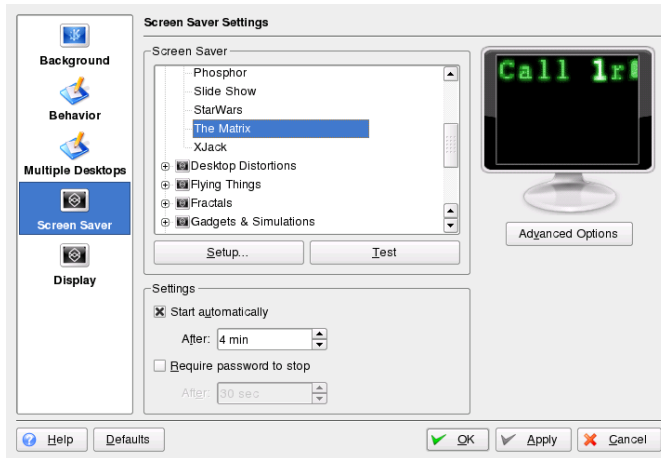 Screen Saver Settings
Background
Behavior
Multiple Desktops
Screen Saver
Display
Screen Saver
Phosphor
Slide Show
StarWars
The Matrix
XJack
Desktop Distortions
Flying Things
Fractals
Gadgets & Simulations
Setup...
Test
Settings
Start automatically
After: 4 min
Require password to stop
After: 30 sec
Call 1r
Advanced Options
Help
Defaults
OK
Apply
Cancel